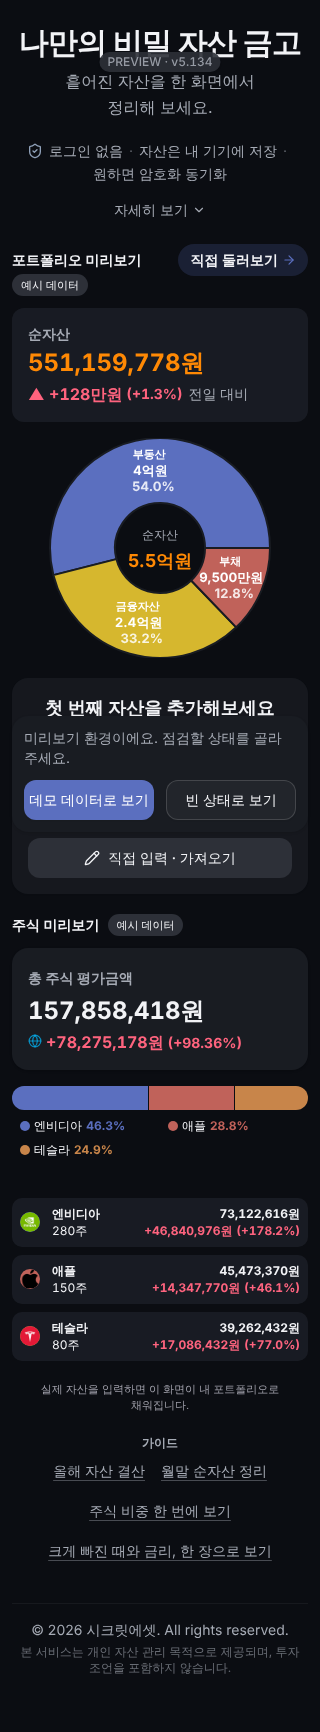 나만의 비밀 자산 금고
PREVIEW · v5.134
흩어진 자산을 한 화면에서
정리해 보세요.
로그인 없음 · 자산은 내 기기에 저장 ·
원하면 암호화 동기화
자세히 보기
포트폴리오 미리보기
직접 둘러보기 →
예시 데이터
순자산
551,159,778원
▲ +128만원 (+1.3%) 전일 대비
부동산
4억원
54.0%
순자산
5.5억원
부채
9,500만원
12.8%
금융자산
2.4억원
33.2%
첫 번째 자산을 추가해보세요
미리보기 환경이에요. 점검할 상태를 골라
주세요.
데모 데이터로 보기
빈 상태로 보기
직접 입력 · 가져오기
주식 미리보기
예시 데이터
총 주식 평가금액
157,858,418원
+78,275,178원 (+98.36%)
엔비디아 46.3%
애플 28.8%
테슬라 24.9%
엔비디아
73,122,616원
280주
+46,840,976원 (+178.2%)
애플
45,473,370원
150주
+14,347,770원 (+46.1%)
테슬라
39,262,432원
80주
+17,086,432원 (+77.0%)
실제 자산을 입력하면 이 화면이 내 포트폴리오로
채워집니다.
가이드
올해 자산 결산
월말 순자산 정리
주식 비중 한 번에 보기
크게 빠진 때와 금리, 한 장으로 보기
© 2026 시크릿에셋. All rights reserved.
본 서비스는 개인 자산 관리 목적으로 제공되며, 투자
조언을 포함하지 않습니다.